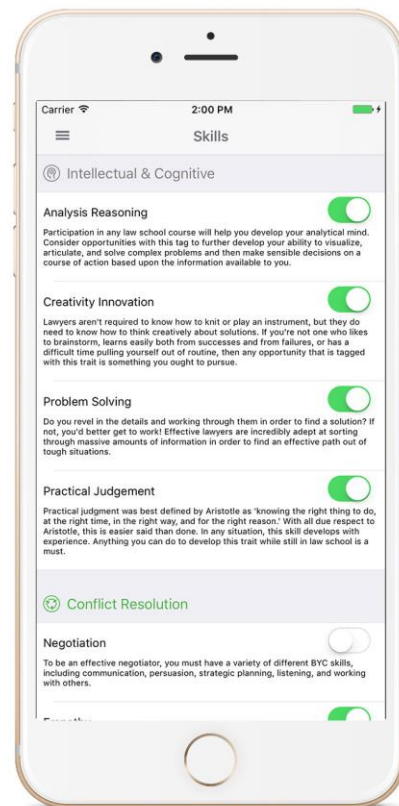 Carrier 2:00 PM
Skills
Intellectual & Cognitive
Analysis Reasoning
Participation in any law school course will help you develop your analytical mind.
Consider opportunities with this tag to further develop your ability to visualize,
articulate, and solve complex problems and then make sensible decisions on a
course of action based upon the information available to you.
Creativity Innovation
Lawyers aren't required to know how to knit or play an instrument, but they do
need to know how to think creatively about solutions. If you're not one who likes
to brainstorm, learns easily both from successes and from failures, or has a
difficult time pulling yourself out of routine, then any opportunity that is tagged
with this trait is something you ought to pursue.
Problem Solving
Do you revel in the details and working through them in order to find a solution? If
not, you'd better get to work! Effective lawyers are incredibly adept at sorting
through massive amounts of information in order to find an effective path out of
tough situations.
Practical Judgement
Practical judgment was best defined by Aristotle as 'knowing the right thing to do,
at the right time, in the right way, and for the right reason.' With all due respect to
Aristotle, this is easier said than done. In any situation, this skill develops with
experience. Anything you can do to develop this trait while still in law school is a
must.
Conflict Resolution
Negotiation
To be an effective negotiator, you must have a variety of different BYC skills,
including communication, persuasion, strategic planning, listening, and working
with others.